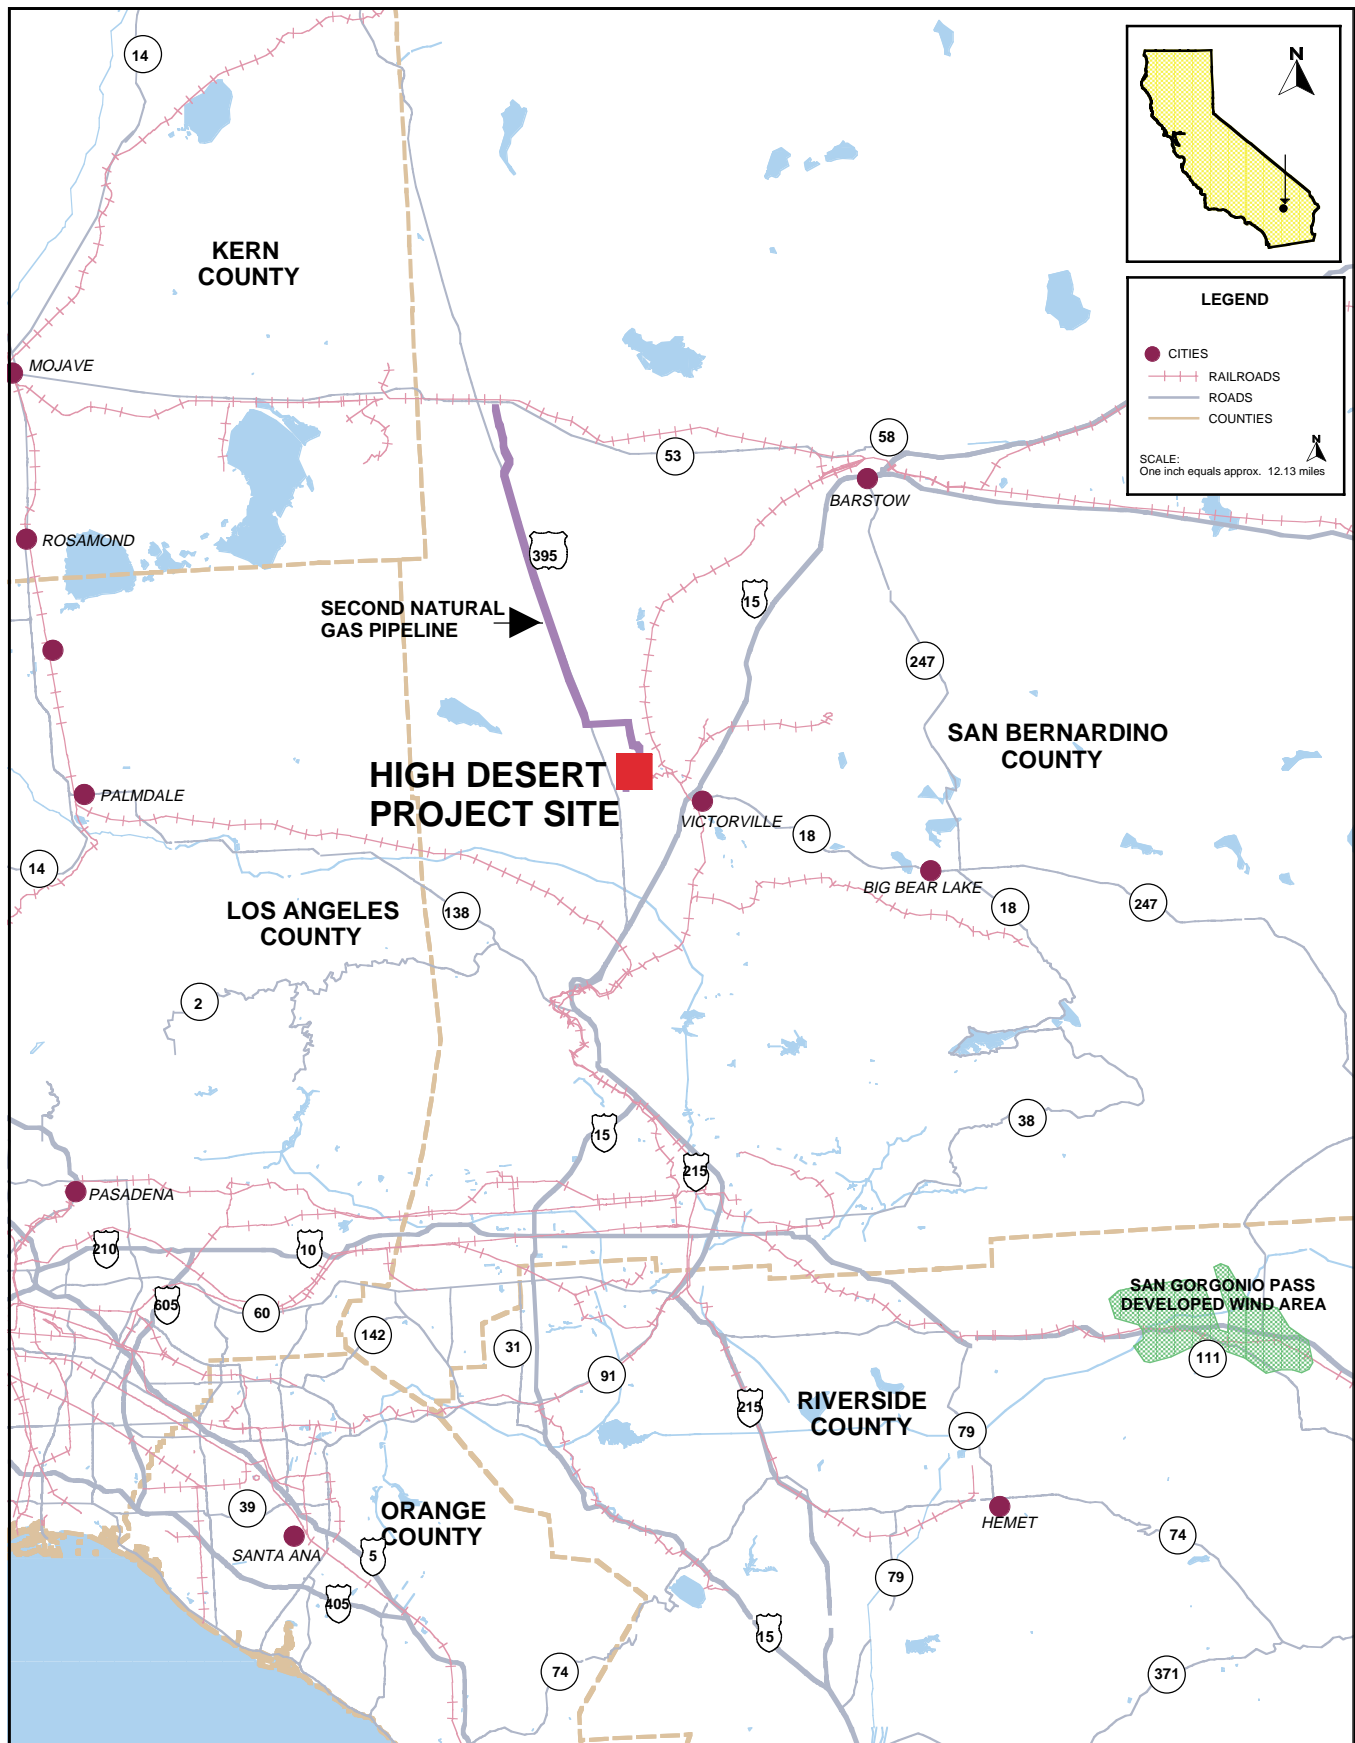 14
N
KERN
COUNTY
LEGEND
MOJAVE
CITIES
RAILROADS
ROADS
COUNTIES
N
SCALE:
One inch equals approx. 12.13 miles
58
53
BARSTOW
ROSAMOND
395
15
SECOND NATURAL
GAS PIPELINE
247
SAN BERNARDINO
COUNTY
HIGH DESERT
PROJECT SITE
PALMDALE
VICTORVILLE
18
14
BIG BEAR LAKE
LOS ANGELES
COUNTY
138
18
247
2
38
15
215
PASADENA
210
10
SAN GORGONIO PASS
DEVELOPED WIND AREA
605
60
142
31
111
91
RIVERSIDE
COUNTY
215
79
39
ORANGE
COUNTY
HEMET
SANTA ANA
5
74
79
405
15
74
371